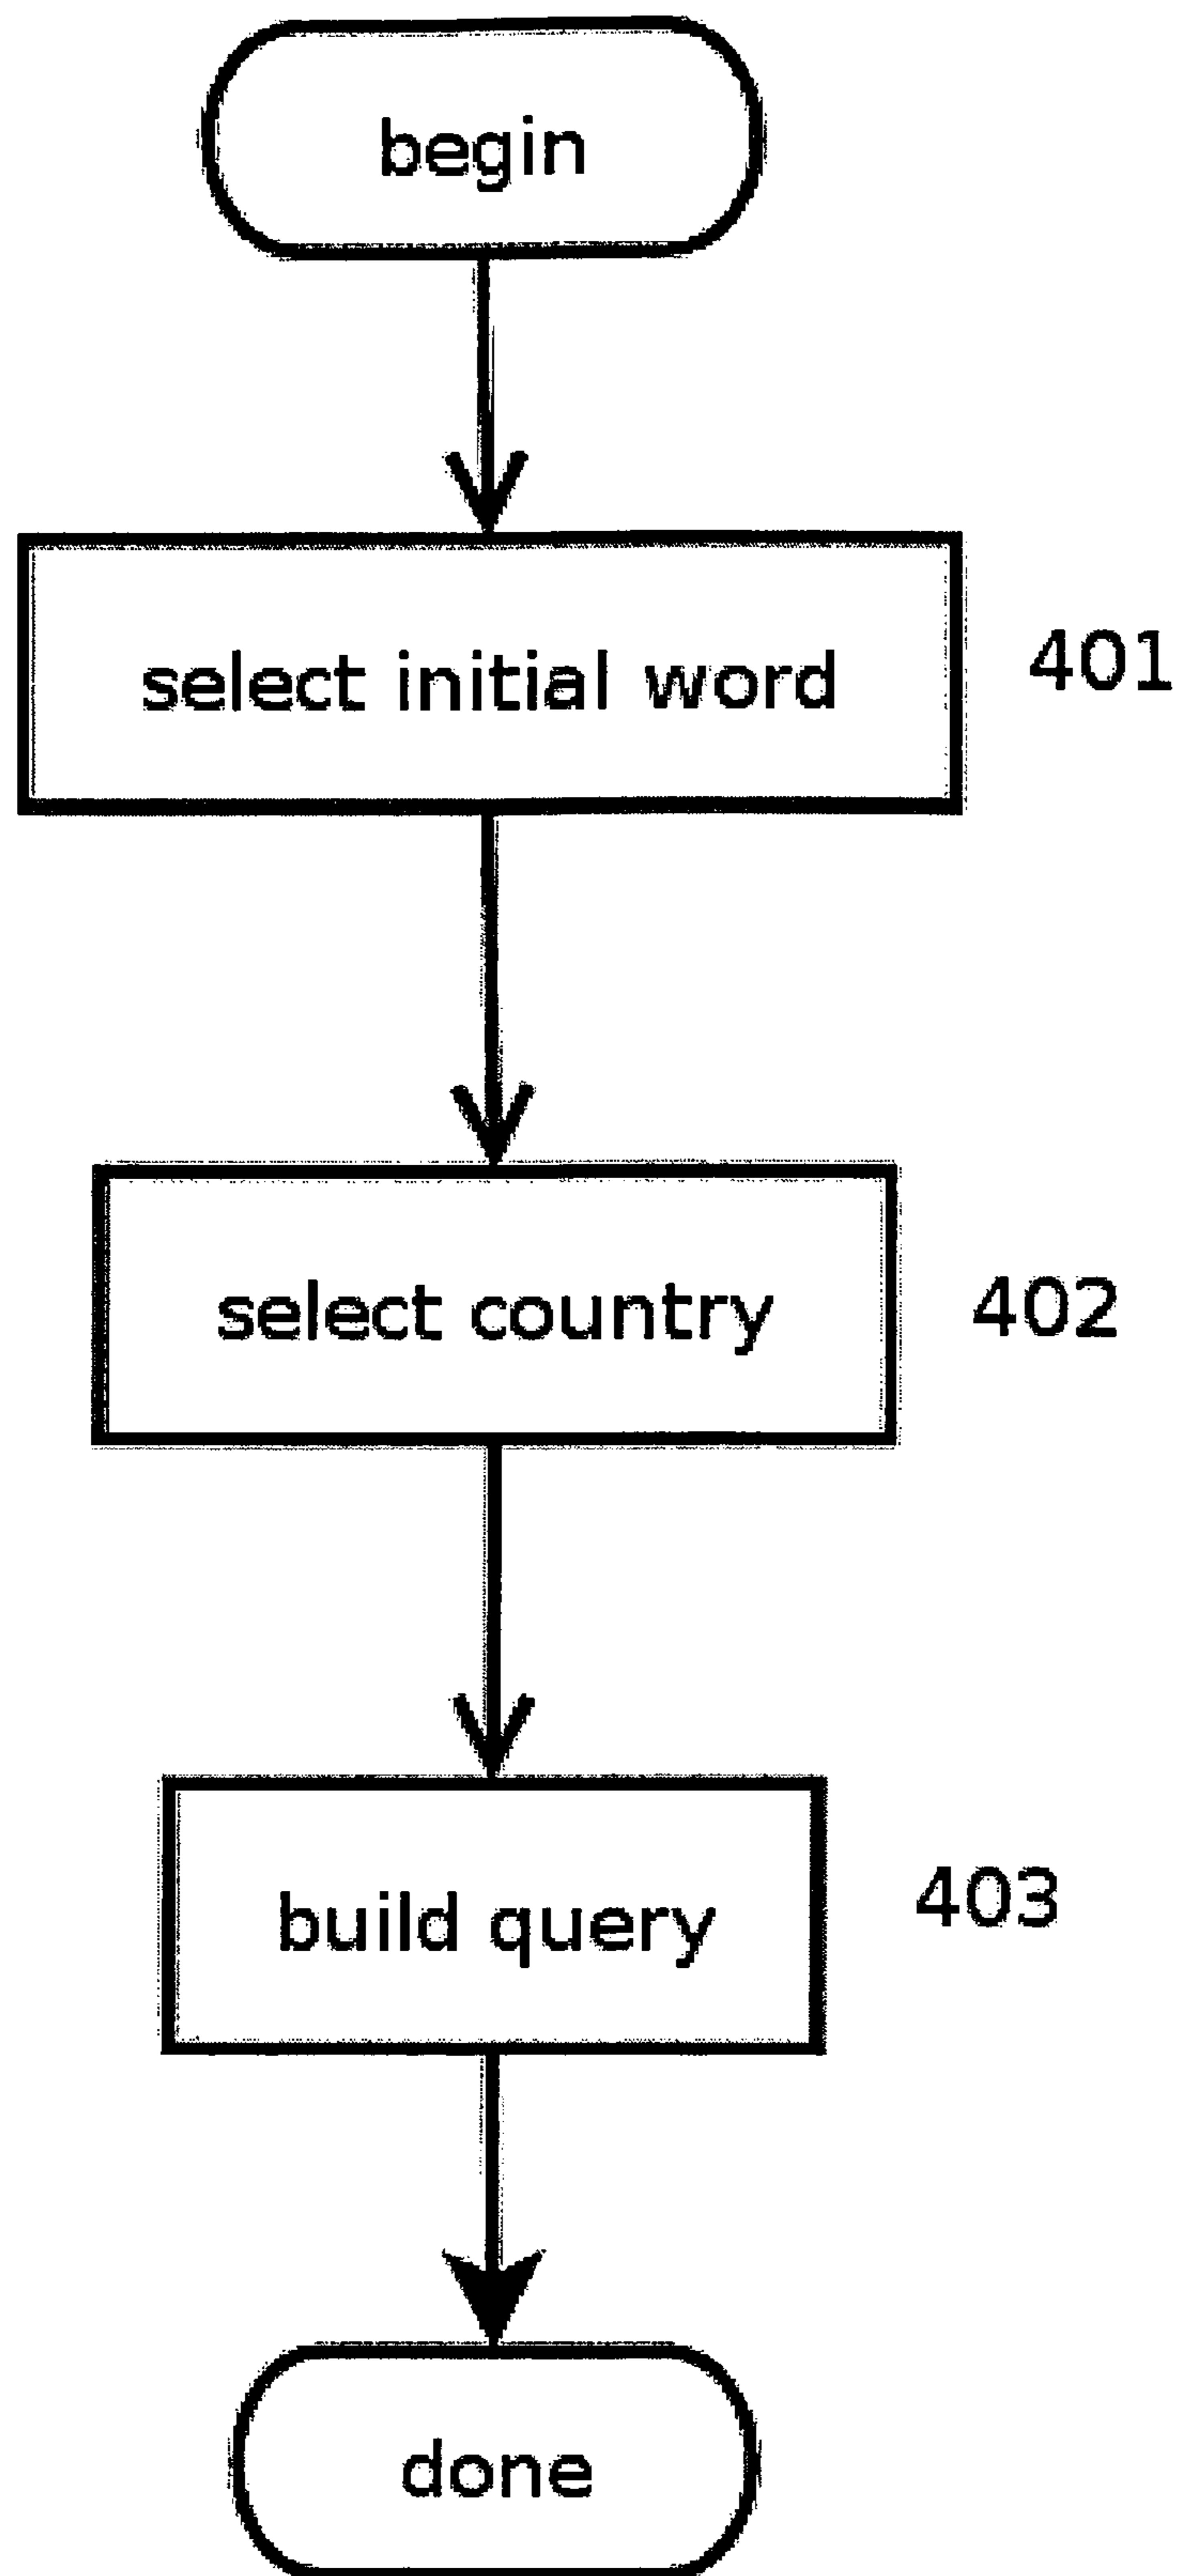 begin
select initial word
401
select country
402
build query
403
done